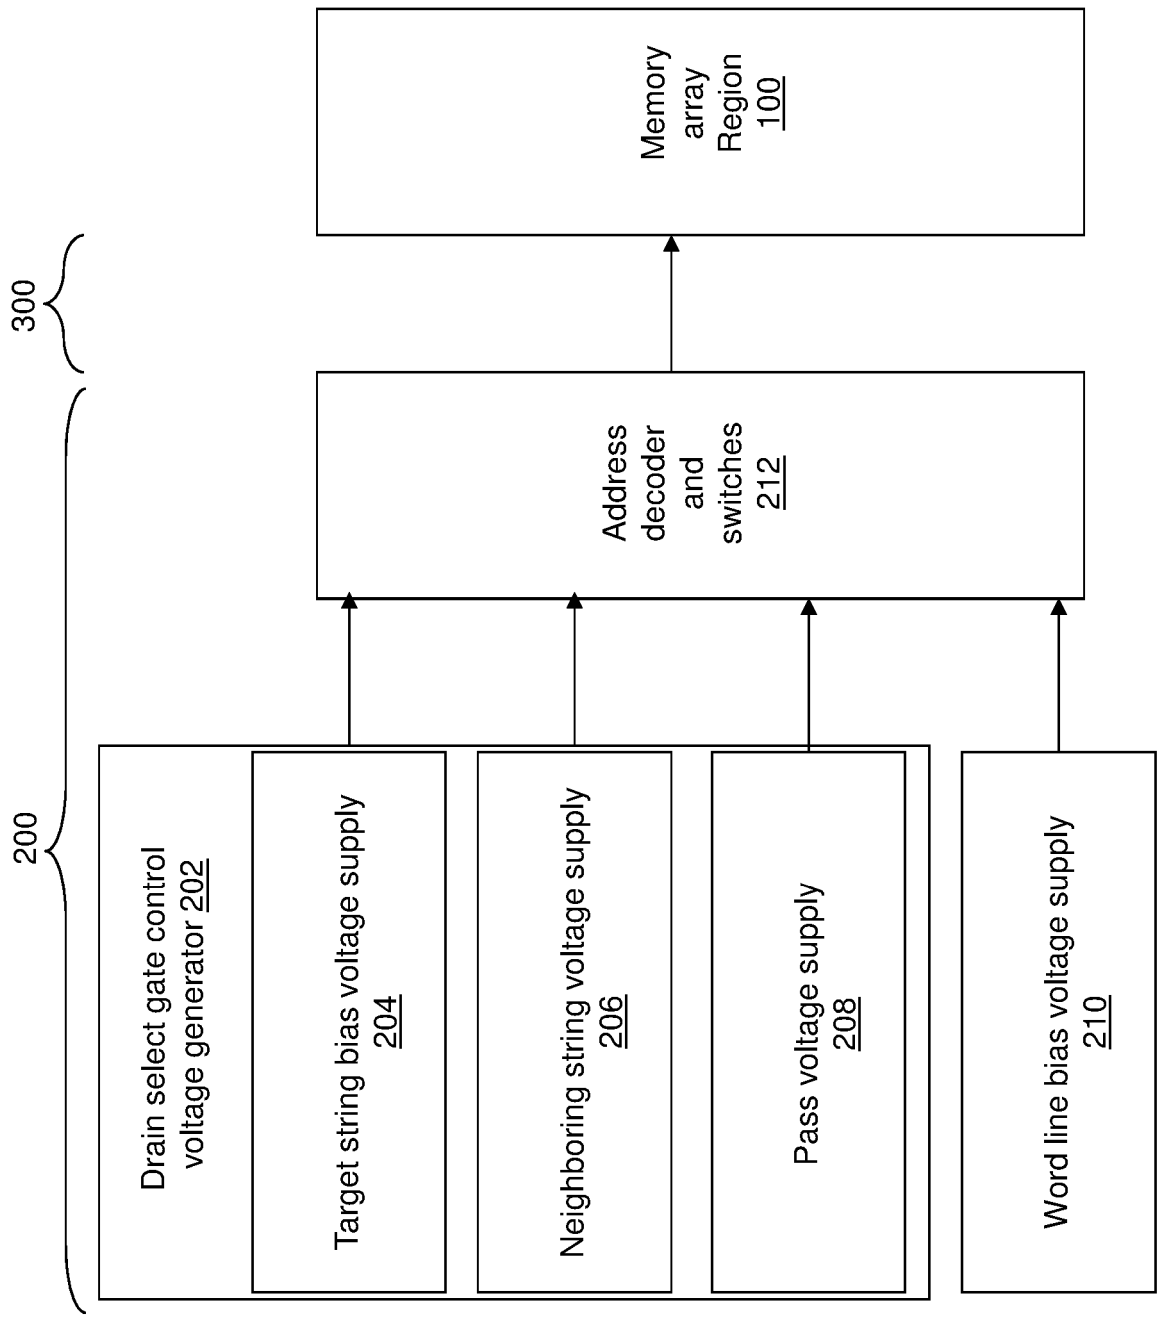 200
300
Drain select gate control
voltage generator 202
Target string bias voltage supply
204
Neighboring string voltage supply
206
Pass voltage supply
208
Word line bias voltage supply
210
Address
decoder
and
switches
212
Memory
array
Region
100